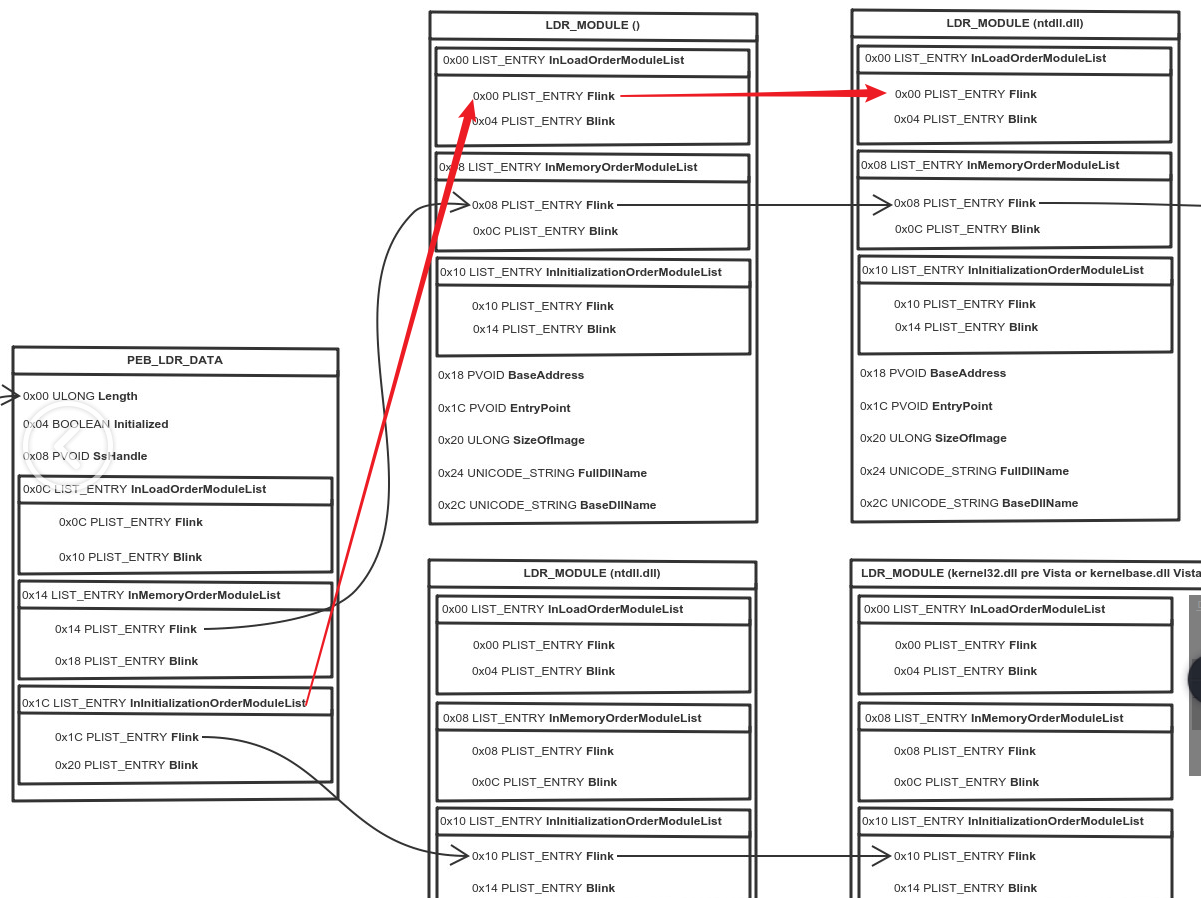 LDR_MODULE ()
0x00 LIST_ENTRY InLoadOrderModuleList
0x00 PLIST_ENTRY Flink
0x04 PLIST_ENTRY Blink
0x08 LIST_ENTRY InMemoryOrderModuleList
0x08 PLIST_ENTRY Flink
0x0C PLIST_ENTRY Blink
0x10 LIST_ENTRY InInitializationOrderModuleList
0x10 PLIST_ENTRY Flink
0x14 PLIST_ENTRY Blink
0x18 PVOID BaseAddress
0x1C PVOID EntryPoint
0x20 ULONG SizeOfImage
0x24 UNICODE_STRING FullDllName
0x2C UNICODE_STRING BaseDllName
LDR_MODULE (ntdll.dll)
0x00 LIST_ENTRY InLoadOrderModuleList
0x00 PLIST_ENTRY Flink
0x04 PLIST_ENTRY Blink
0x08 LIST_ENTRY InMemoryOrderModuleList
0x08 PLIST_ENTRY Flink
0x0C PLIST_ENTRY Blink
0x10 LIST_ENTRY InInitializationOrderModuleList
0x10 PLIST_ENTRY Flink
0x14 PLIST_ENTRY Blink
0x18 PVOID BaseAddress
0x1C PVOID EntryPoint
0x20 ULONG SizeOfImage
0x24 UNICODE_STRING FullDllName
0x2C UNICODE_STRING BaseDllName
PEB_LDR_DATA
0x00 ULONG Length
0x04 BOOLEAN Initialized
0x08 PVOID SsHandle
0x0C LIST_ENTRY InLoadOrderModuleList
0x0C PLIST_ENTRY Flink
0x10 PLIST_ENTRY Blink
0x14 LIST_ENTRY InMemoryOrderModuleList
0x14 PLIST_ENTRY Flink
0x18 PLIST_ENTRY Blink
0x1C LIST_ENTRY InInitializationOrderModuleList
0x1C PLIST_ENTRY Flink
0x20 PLIST_ENTRY Blink
LDR_MODULE (ntdll.dll)
0x00 LIST_ENTRY InLoadOrderModuleList
0x00 PLIST_ENTRY Flink
0x04 PLIST_ENTRY Blink
0x08 LIST_ENTRY InMemoryOrderModuleList
0x08 PLIST_ENTRY Flink
0x0C PLIST_ENTRY Blink
0x10 LIST_ENTRY InInitializationOrderModuleList
0x10 PLIST_ENTRY Flink
0x14 PLIST_ENTRY Blink
LDR_MODULE (kernel32.dll pre Vista or kernelbase.dll Vista
0x00 LIST_ENTRY InLoadOrderModuleList
0x00 PLIST_ENTRY Flink
0x04 PLIST_ENTRY Blink
0x08 LIST_ENTRY InMemoryOrderModuleList
0x08 PLIST_ENTRY Flink
0x0C PLIST_ENTRY Blink
0x10 LIST_ENTRY InInitializationOrderModuleList
0x10 PLIST_ENTRY Flink
0x14 PLIST_ENTRY Blink